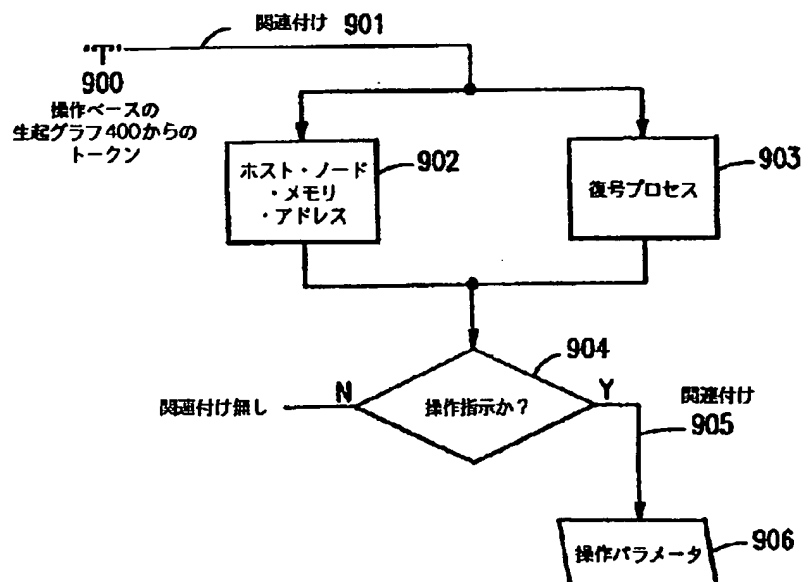 関連付け 901
"T"
900
操作ベースの
生起グラフ400からの
トークン
ホスト・ノード
・メモリ
・アドレス
902
復号プロセス
903
904
操作指示か?
N
Y
関連付け無し
関連付け
905
操作パラメータ
906